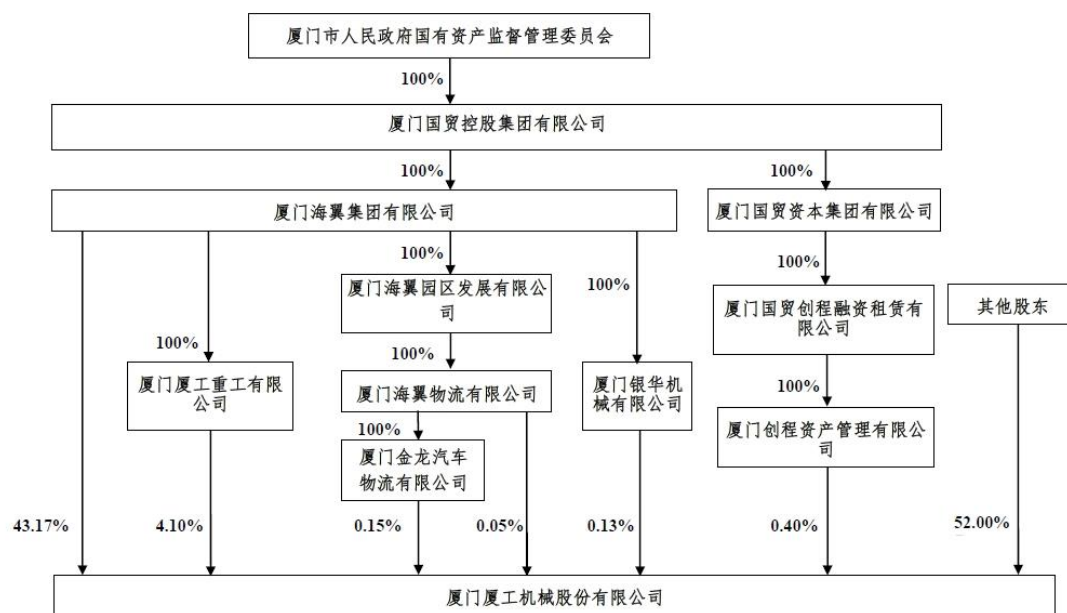 厦门市人民政府国有资产监督管理委员会
100%
厦门国贸控股集团有限公司
100%
100%
厦门海翼集团有限公司
厦门国贸资本集团有限公司
100%
100%
100%
厦门海翼园区发展有限公
司
厦门国贸创程融资租赁有
限公司
其他股东
100%
100%
100%
厦门厦工重工有限
公司
厦门海翼物流有限公司
厦门银华机
械有限公司
厦门创程资产管理有限公
司
100%
厦门金龙汽车
物流有限公司
43.17%
4.10%
0.15%
0.05%
0.13%
0.40%
52.00%
厦门厦工机械股份有限公司